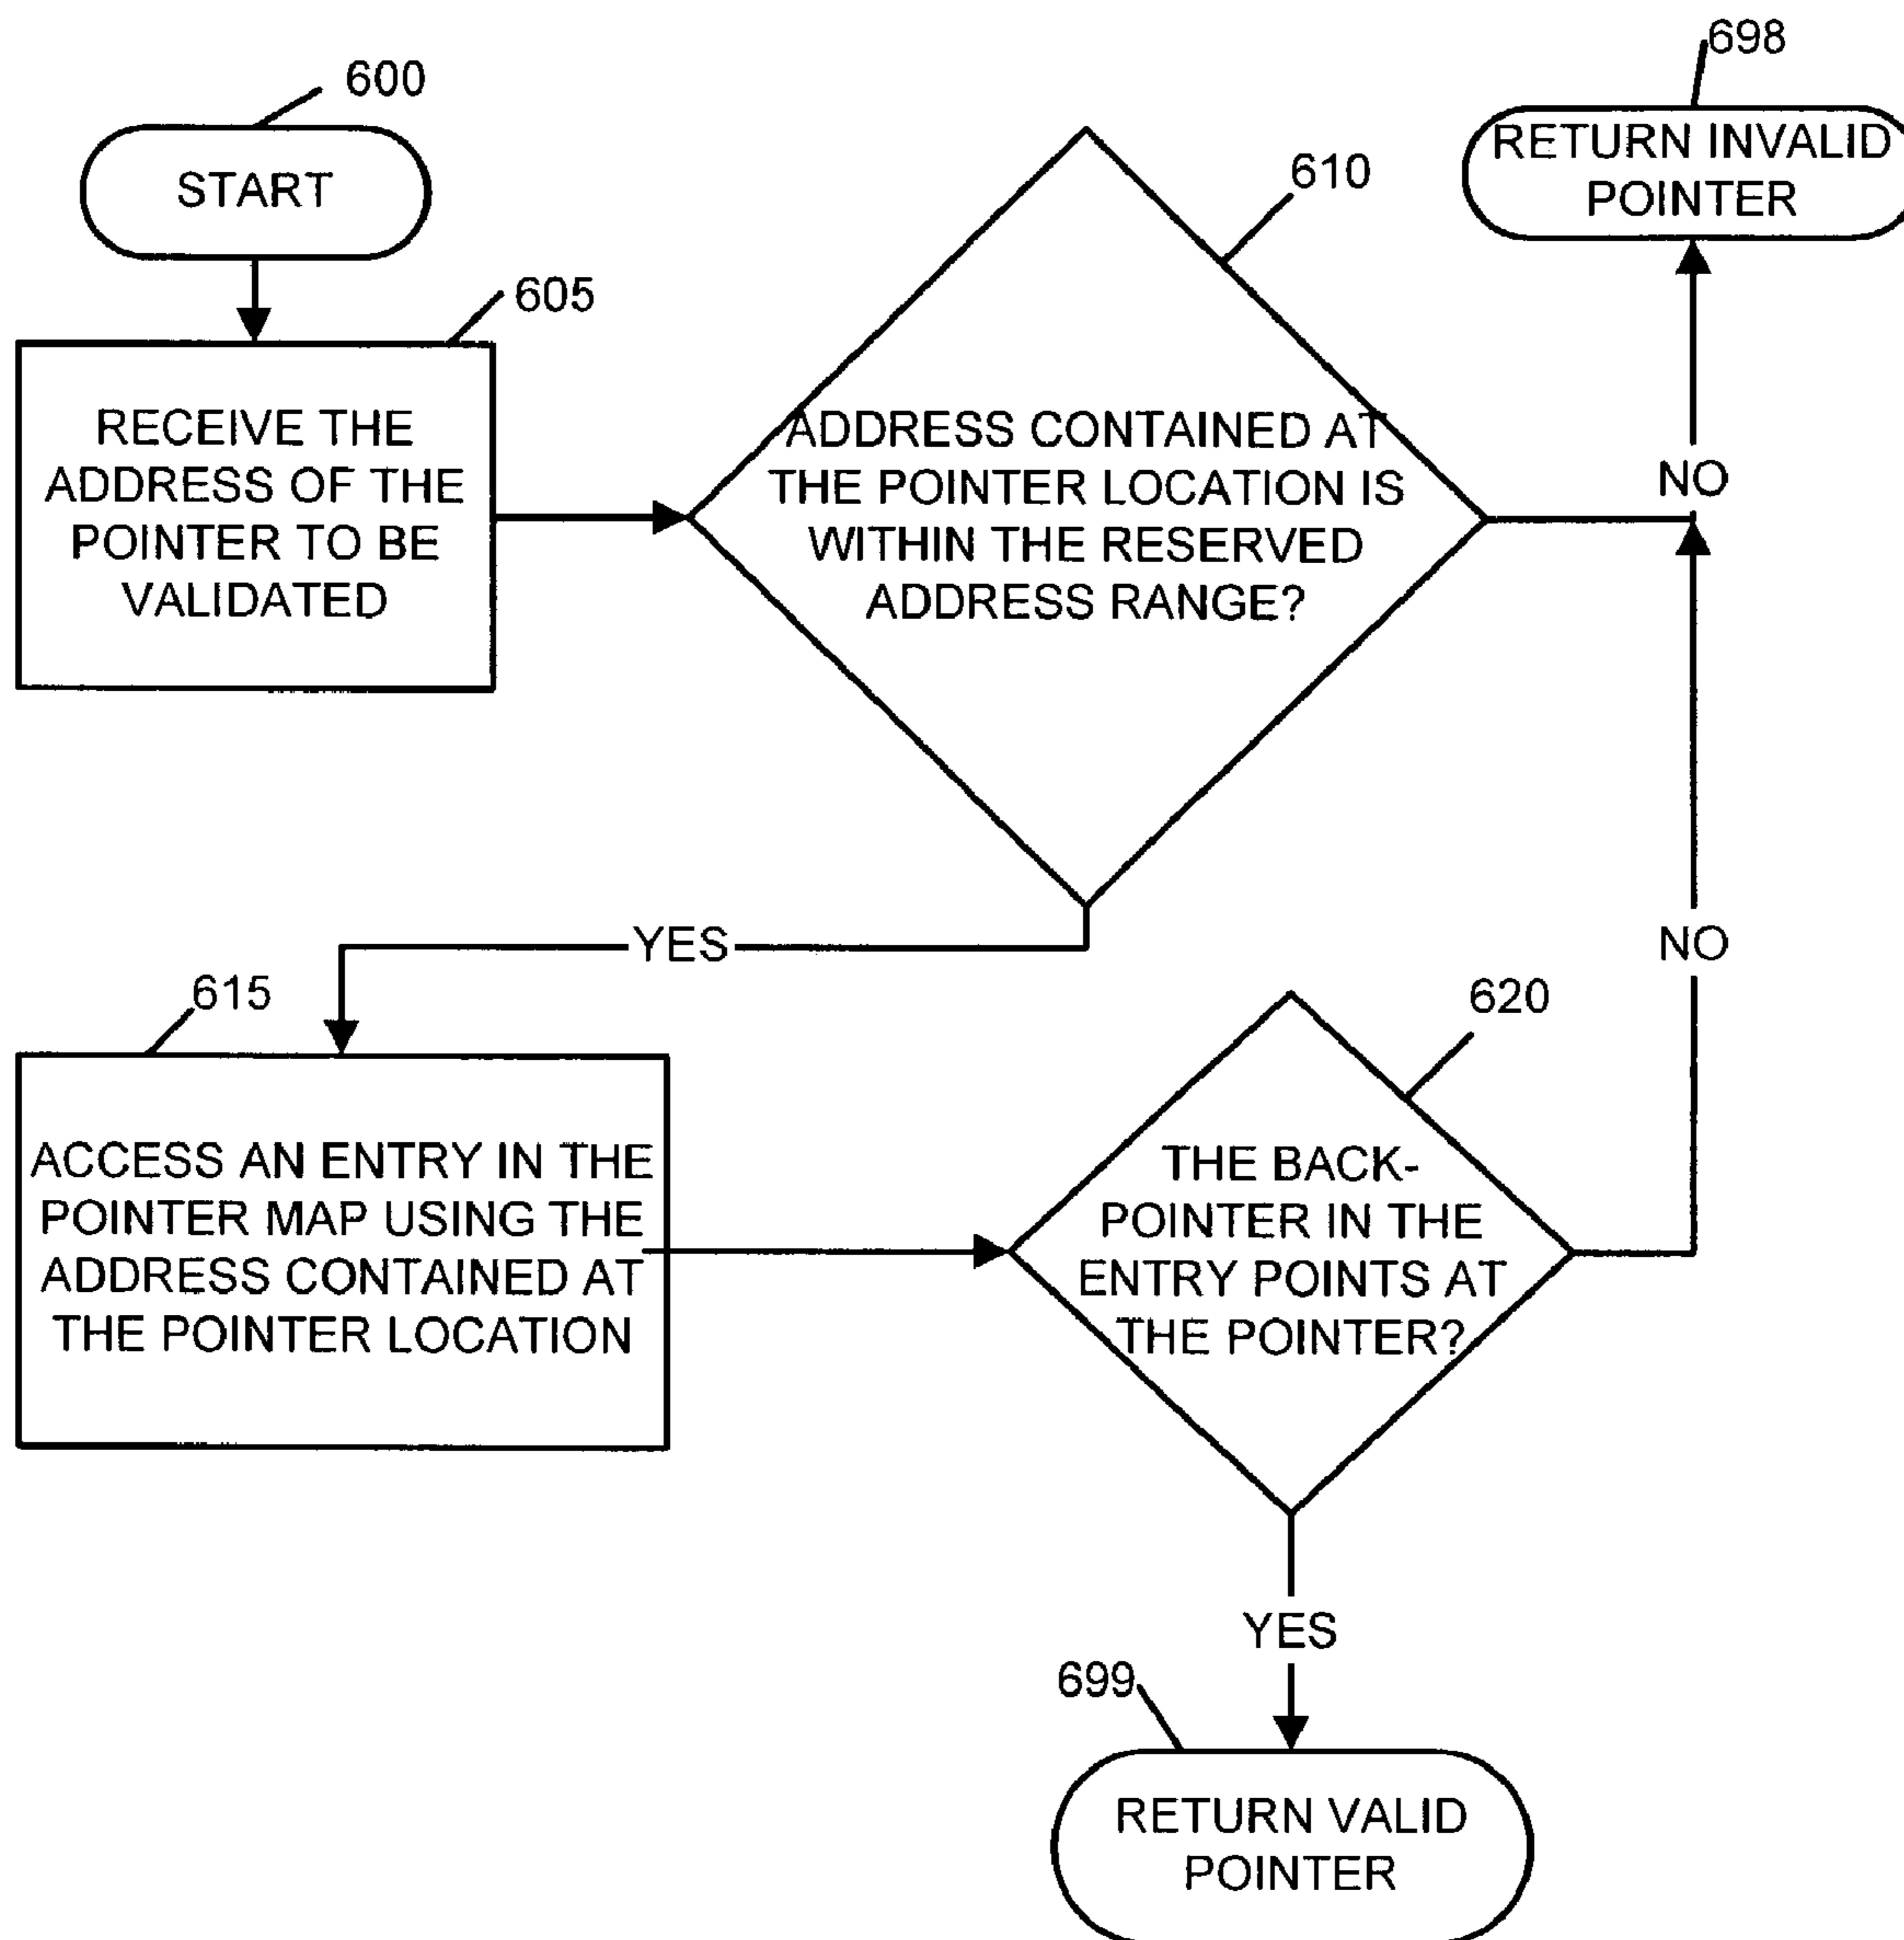 600
START
605
RECEIVE THE
ADDRESS OF THE
POINTER TO BE
VALIDATED
610
ADDRESS CONTAINED AT
THE POINTER LOCATION IS
WITHIN THE RESERVED
ADDRESS RANGE?
698
RETURN INVALID
POINTER
NO
YES
NO
615
ACCESS AN ENTRY IN THE
POINTER MAP USING THE
ADDRESS CONTAINED AT
THE POINTER LOCATION
620
THE BACK-
POINTER IN THE
ENTRY POINTS AT
THE POINTER?
YES
699
RETURN VALID
POINTER